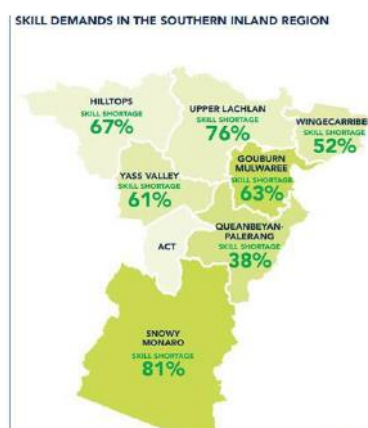 SKILL DEMANDS IN THE SOUTHERN INLAND REGION
HILLTOPS
SKILL SHORTAGE
67%
UPPER LACHLAN
SKILL SHORTAGE
76%
WINGECARRIBE
SKILL SHORTAGE
52%
YASS VALLEY
SKILL SHORTAGE
61%
GOUBURN
MULWAREE
SKILL SHORTAGE
63%
ACT
QUEANBEYAN-
PALERANG
SKILL SHORTAGE
38%
SNOWY
MONARO
SKILL SHORTAGE
81%